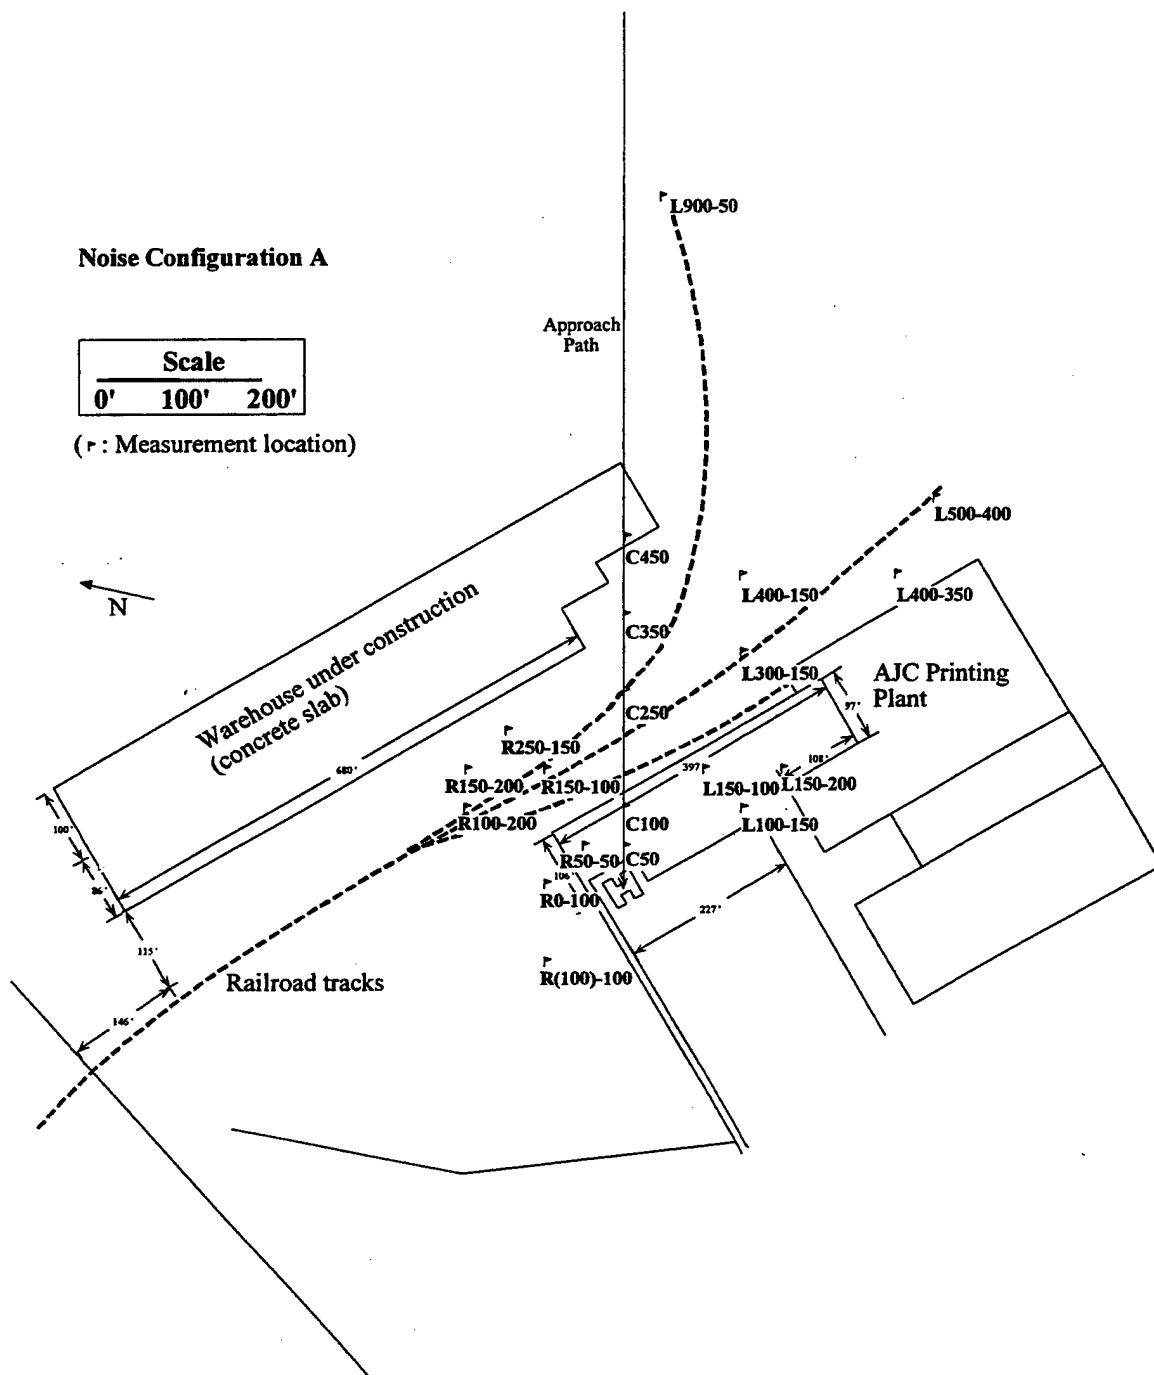 L900-50
Noise Configuration A
Approach
Path
Scale
0' 100' 200'
( : Measurement location)
L500-400
C450
N
L400-150
L400-350
Warehouse under construction
(concrete slab)
C350
L300-150
AJC Printing
Plant
C250
97'
R250-150
108'
680'
397'
R150-200
R150-100
L150-100
L150-200
100'
R100-200
C100
L100-150
R50-50
C50
106'
86'
R0-100
227'
115'
R(100)-100
Railroad tracks
146'